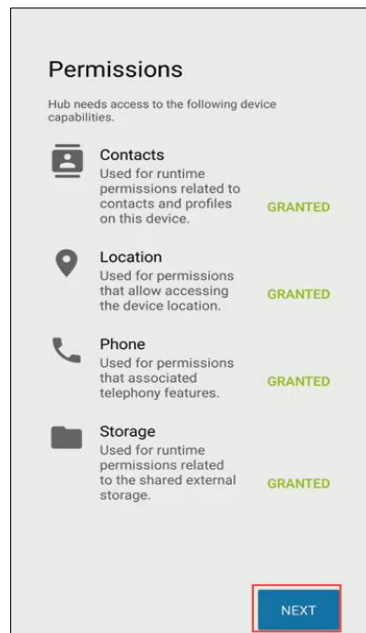 Permissions
Hub needs access to the following device
capabilities.
Contacts
Used for runtime
permissions related to
contacts and profiles
on this device.
GRANTED
Location
Used for permissions
that allow accessing
the device location.
GRANTED
Phone
Used for permissions
that associated
telephony features.
GRANTED
Storage
Used for runtime
permissions related
to the shared external
storage.
GRANTED
NEXT